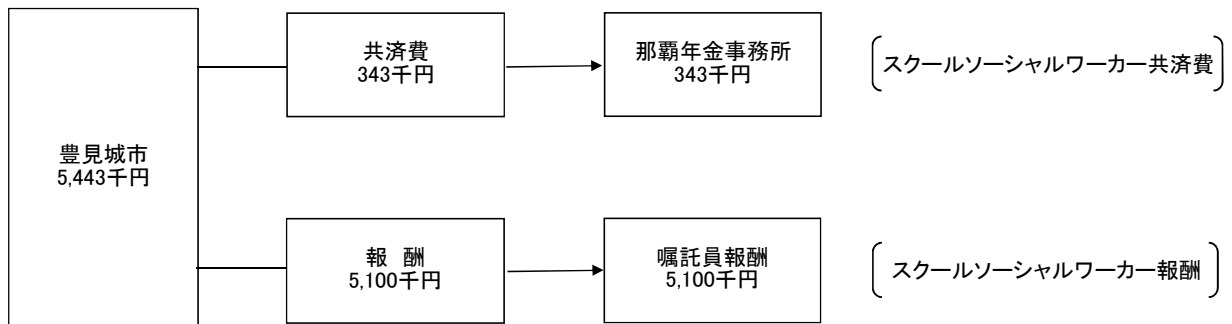 豊見城市
5,443千円
共済費
343千円
那覇年金事務所
343千円
スクールソーシャルワーカー共済費
報　酬
5,100千円
嘱託員報酬
5,100千円
スクールソーシャルワーカー報酬